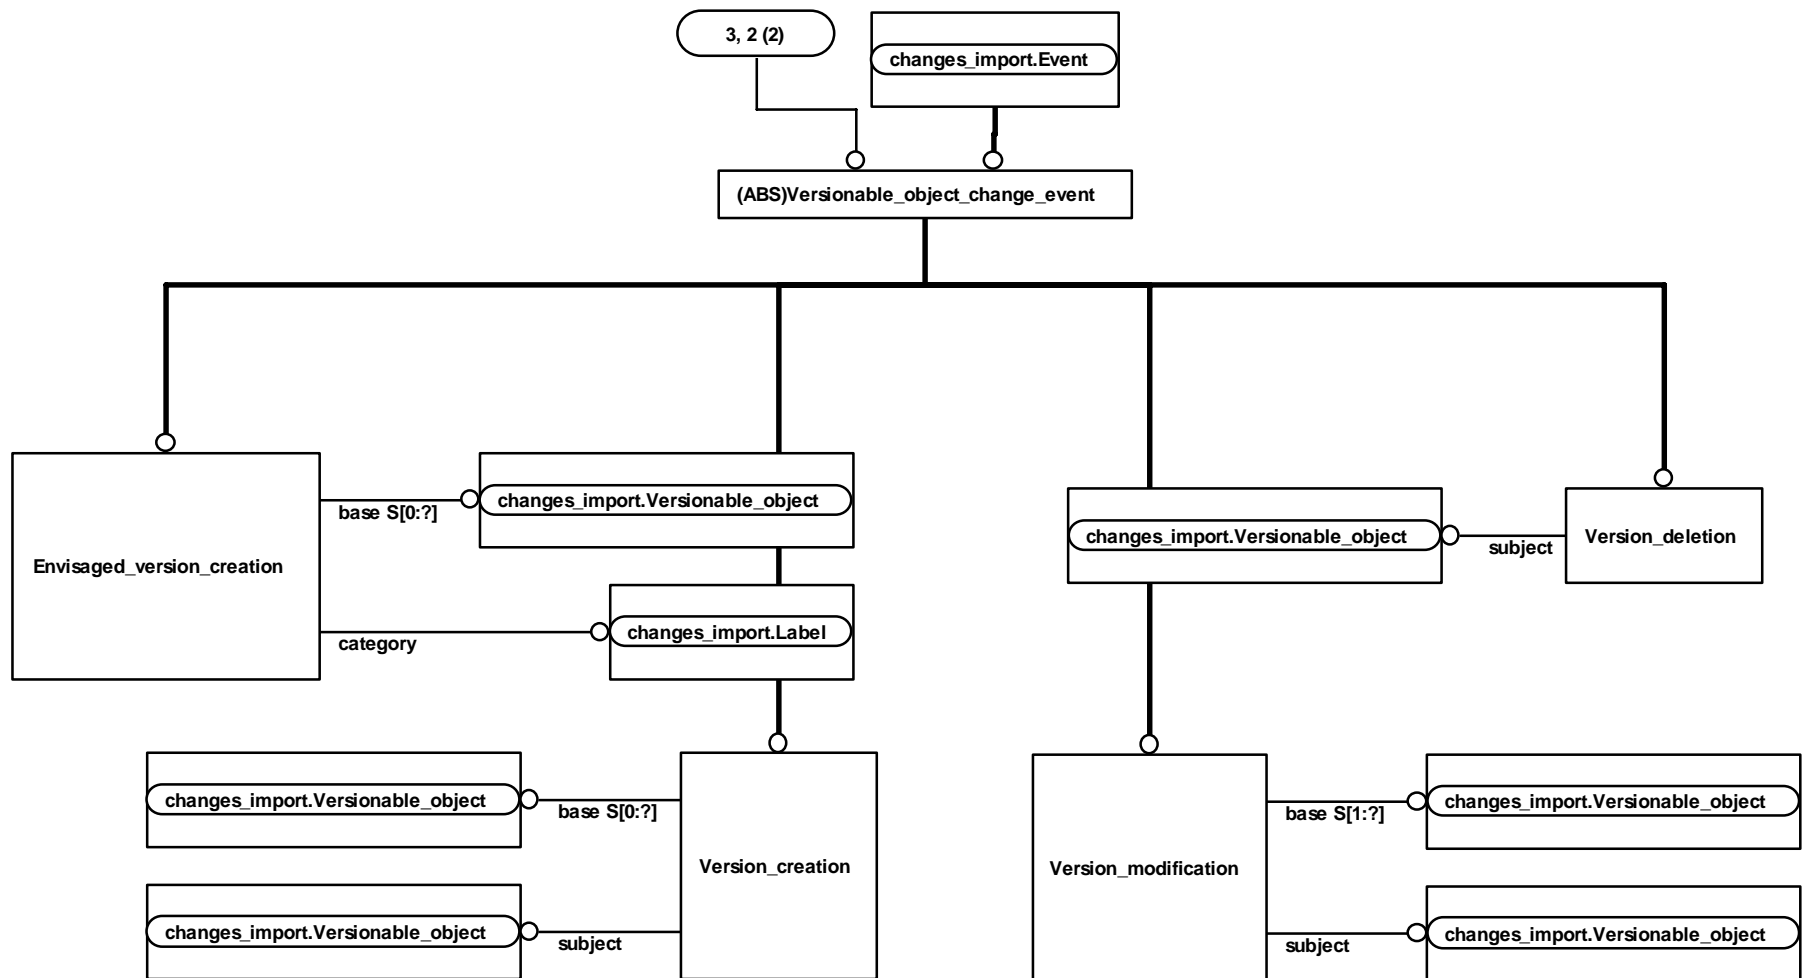 3, 2 (2)
changes_import.Event
(ABS)Versionable_object_change_event
changes_import.Versionable_object
base S[0:?]
Envisaged_version_creation
changes_import.Label
category
changes_import.Versionable_object
subject
Version_deletion
changes_import.Versionable_object
base S[0:?]
Version_creation
changes_import.Versionable_object
subject
changes_import.Versionable_object
base S[1:?]
Version_modification
changes_import.Versionable_object
subject